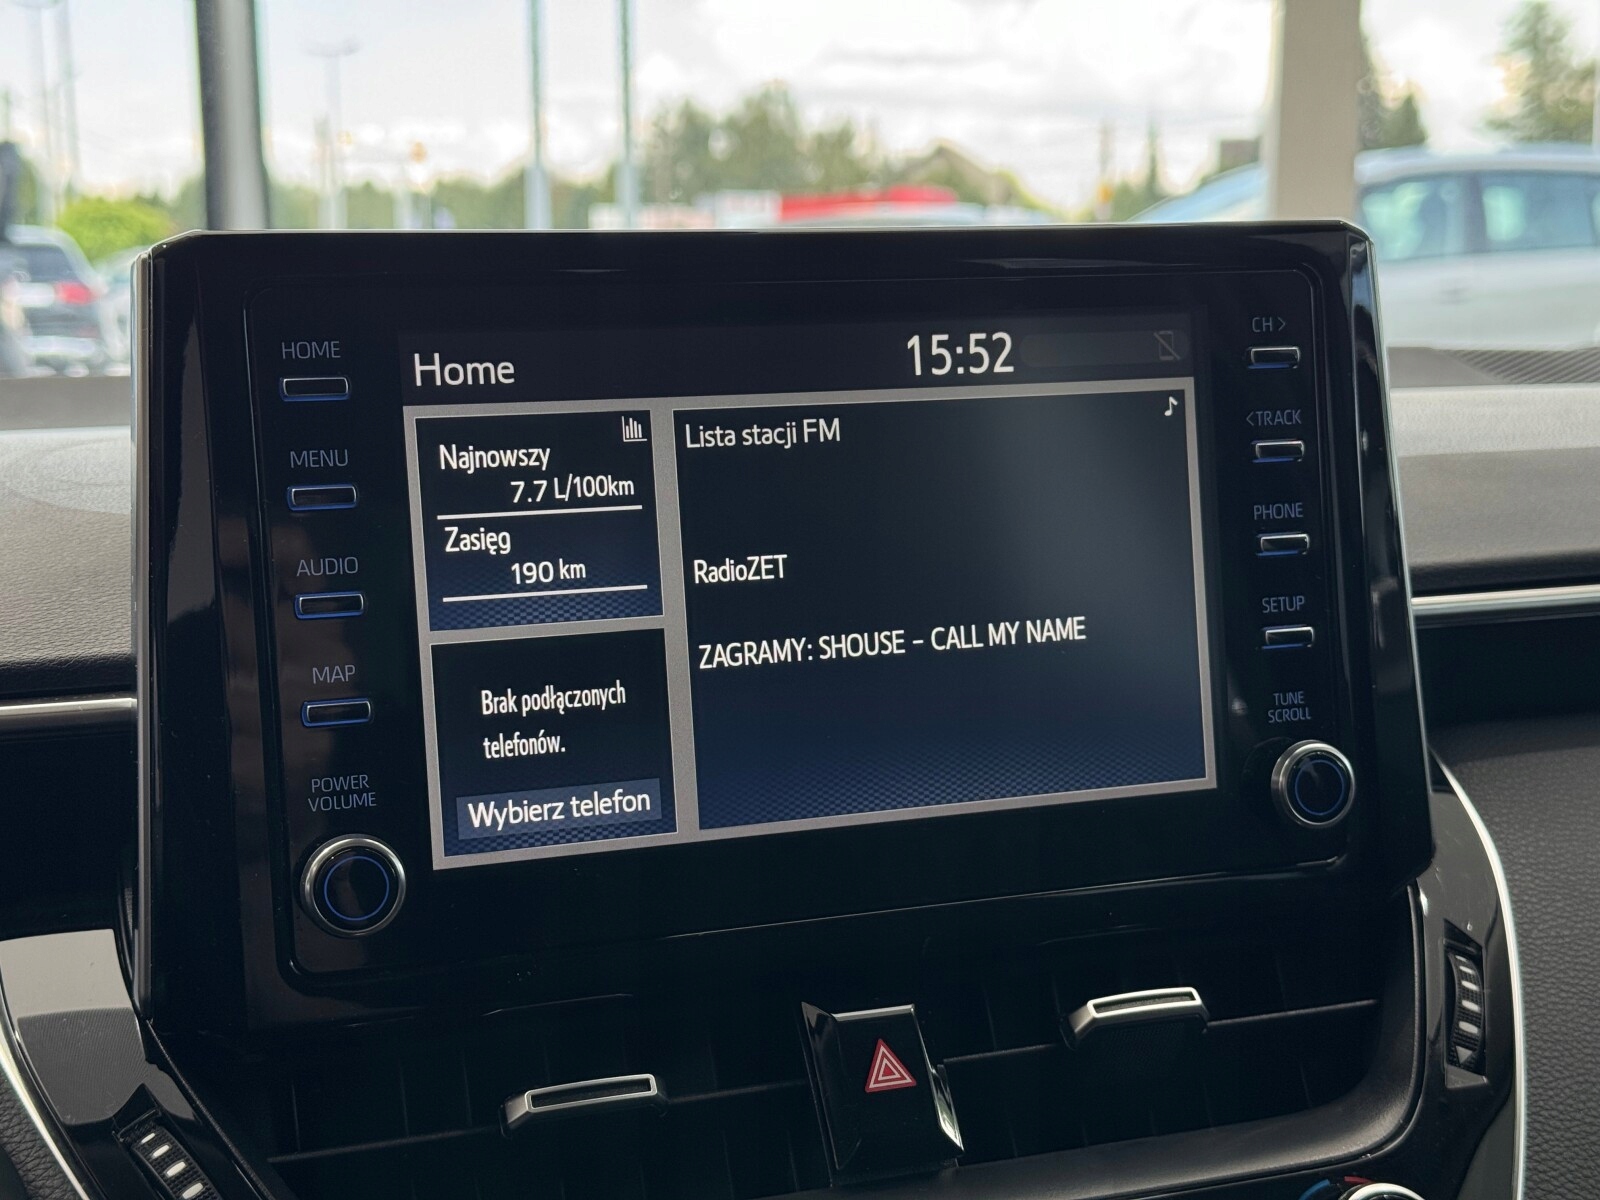 HOME
MENU
AUDIO
MAP
POWER
VOLUME
Home
15:52
Najnowszy
7.7 L/100km
Zasięg
190 km
Brak podłączonych
telefonów.
Wybierz telefon
Lista stacji FM
RadioZET
ZAGRAMY: SHOUSE - CALL MY NAME
CH >
< TRACK
PHONE
SETUP
TUNE
SCROLL